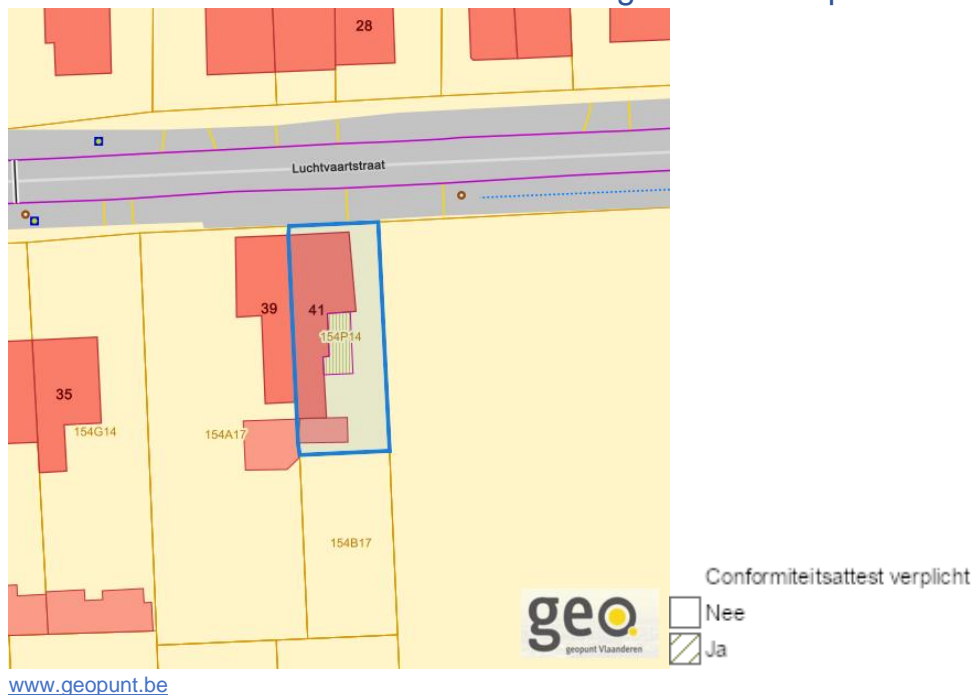 28
Luchtvaartstraat
39
41
154P14
35
154G14
154A17
154B17
geo
geopunt Vlaanderen
Conformiteitsattest verplicht
Nee
Ja
www.geopunt.be